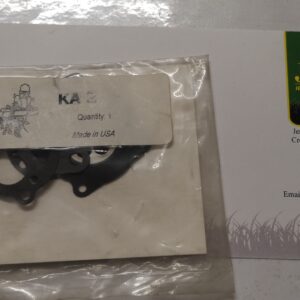 KA 2
Quantity: 1
Made in USA
Email